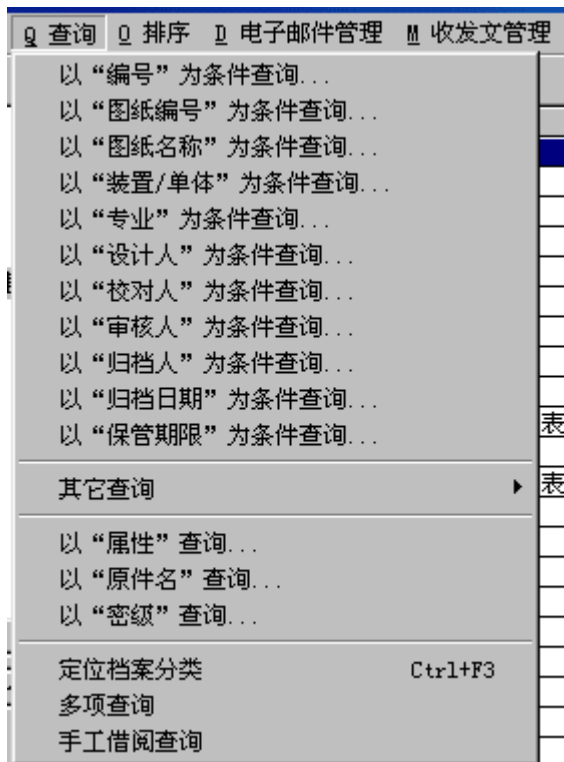 Q 查询 O 排序 D 电子邮件管理 M 收发文管理
以“编号”为条件查询...
以“图纸编号”为条件查询...
以“图纸名称”为条件查询...
以“装置/单体”为条件查询...
以“专业”为条件查询...
以“设计人”为条件查询...
以“校对人”为条件查询...
以“审核人”为条件查询...
以“归档人”为条件查询...
以“归档日期”为条件查询...
表
以“保管期限”为条件查询...
其它查询
表
以“属性”查询...
以“原件名”查询...
以“密级”查询...
定位档案分类 Ctrl+F3
多项查询
手工借阅查询